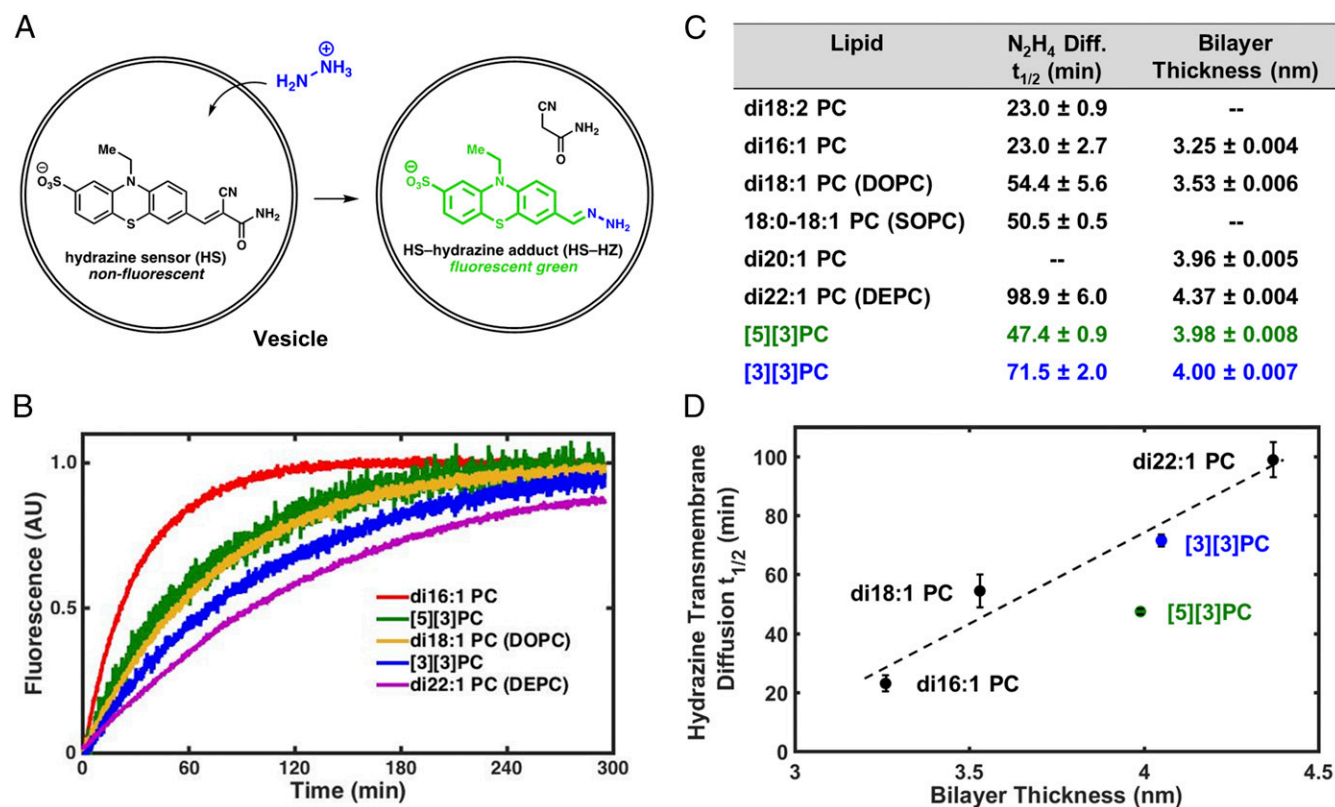 A
H₂N–NH₃
⊕
Me
N
⊖
O₃S
S
CN
NH₂
O
hydrazine sensor (HS)
non-fluorescent
CN
NH₂
O
Me
N
⊖
O₃S
S
N
NH₂
HS–hydrazine adduct (HS–HZ)
fluorescent green
Vesicle
B
Fluorescence (AU)
1.0
0.5
0
0 60 120 180 240 300
Time (min)
di16:1 PC
[5][3]PC
di18:1 PC (DOPC)
[3][3]PC
di22:1 PC (DEPC)
C
Lipid N₂H₄ Diff. t₁/₂ (min) Bilayer Thickness (nm)
di18:2 PC 23.0 ± 0.9 --
di16:1 PC 23.0 ± 2.7 3.25 ± 0.004
di18:1 PC (DOPC) 54.4 ± 5.6 3.53 ± 0.006
18:0-18:1 PC (SOPC) 50.5 ± 0.5 --
di20:1 PC -- 3.96 ± 0.005
di22:1 PC (DEPC) 98.9 ± 6.0 4.37 ± 0.004
[5][3]PC 47.4 ± 0.9 3.98 ± 0.008
[3][3]PC 71.5 ± 2.0 4.00 ± 0.007
D
Hydrazine Transmembrane
Diffusion t₁/₂ (min)
100
80
60
40
20
0
di22:1 PC
[3][3]PC
di18:1 PC
[5][3]PC
di16:1 PC
3 3.5 4 4.5
Bilayer Thickness (nm)